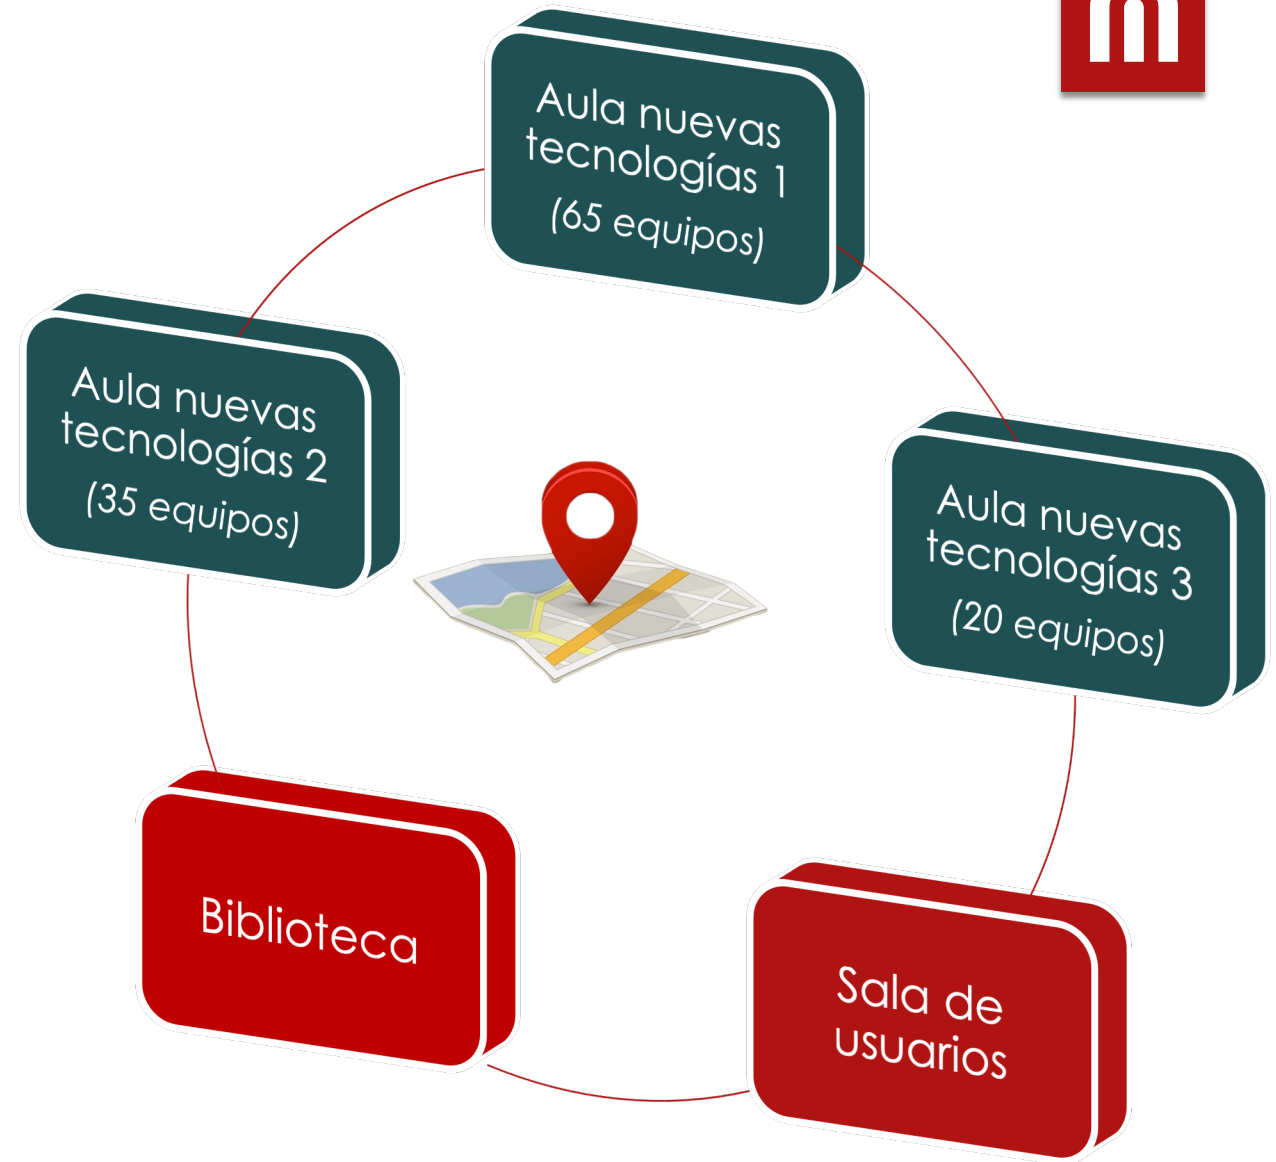 Aula nuevas
tecnologías 1
(65 equipos)
Aula nuevas
tecnologías 2
(35 equipos)
Aula nuevas
tecnologías 3
(20 equipos)
Biblioteca
Sala de
usuarios